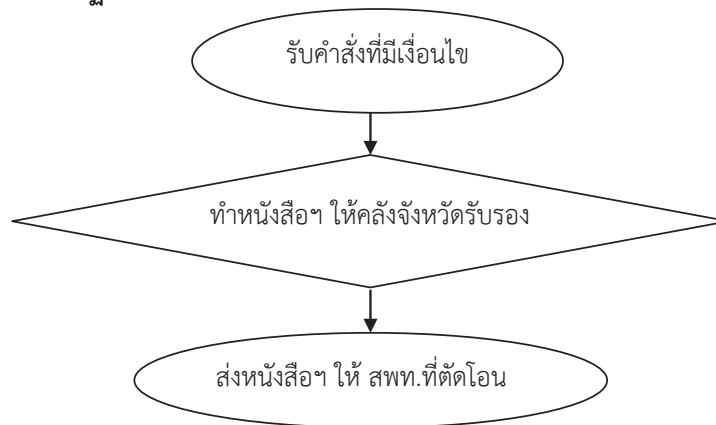 รับคำสั่งที่มีเงื่อนไข
ทำหนังสือฯ ให้คลังจังหวัดรับรอง
ส่งหนังสือฯ ให้ สพท.ที่ตัดโอน